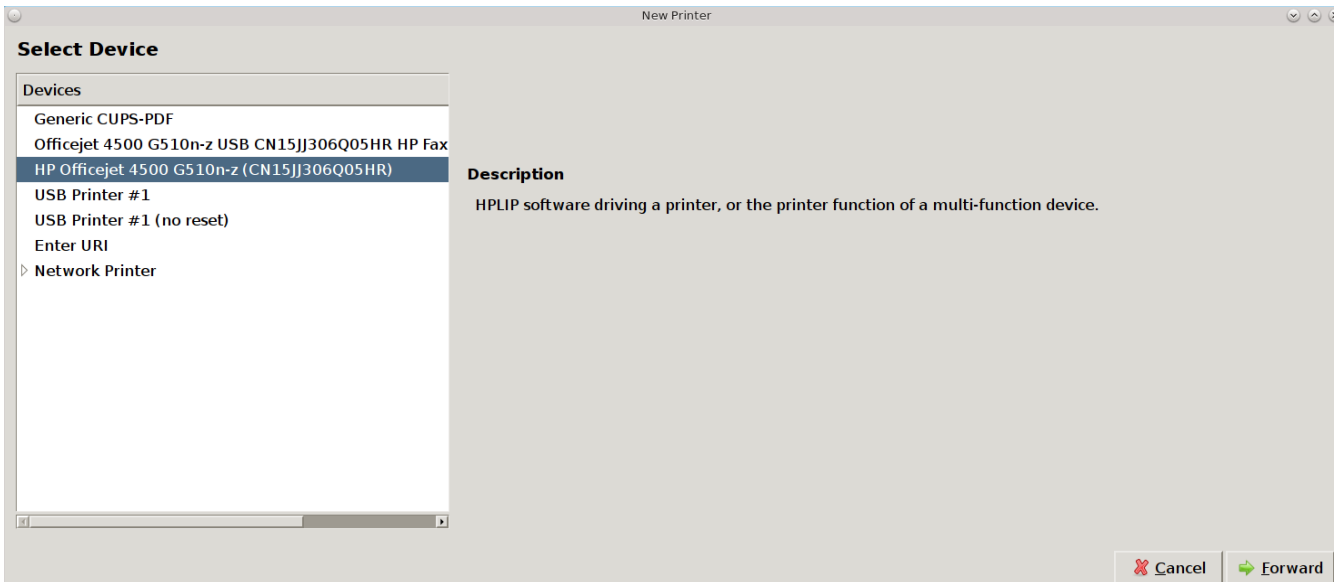 New Printer
Select Device
Devices
Generic CUPS-PDF
Officejet 4500 G510n-z USB CN15JJ306Q05HR HP Fax
HP Officejet 4500 G510n-z (CN15JJ306Q05HR)
USB Printer #1
USB Printer #1 (no reset)
Enter URI
Network Printer
Description
HPLIP software driving a printer, or the printer function of a multi-function device.
Cancel
Forward